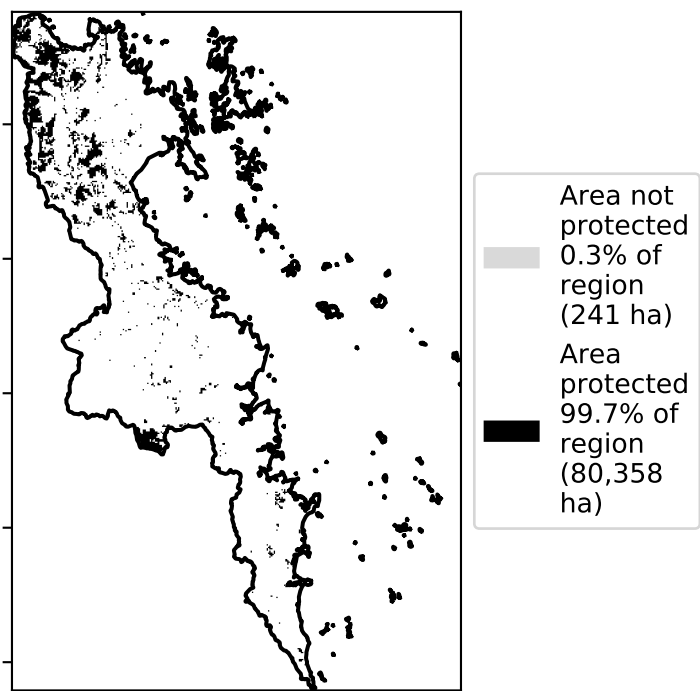 Area not
protected
0.3% of
region
(241 ha)
Area
protected
99.7% of
region
(80,358
ha)